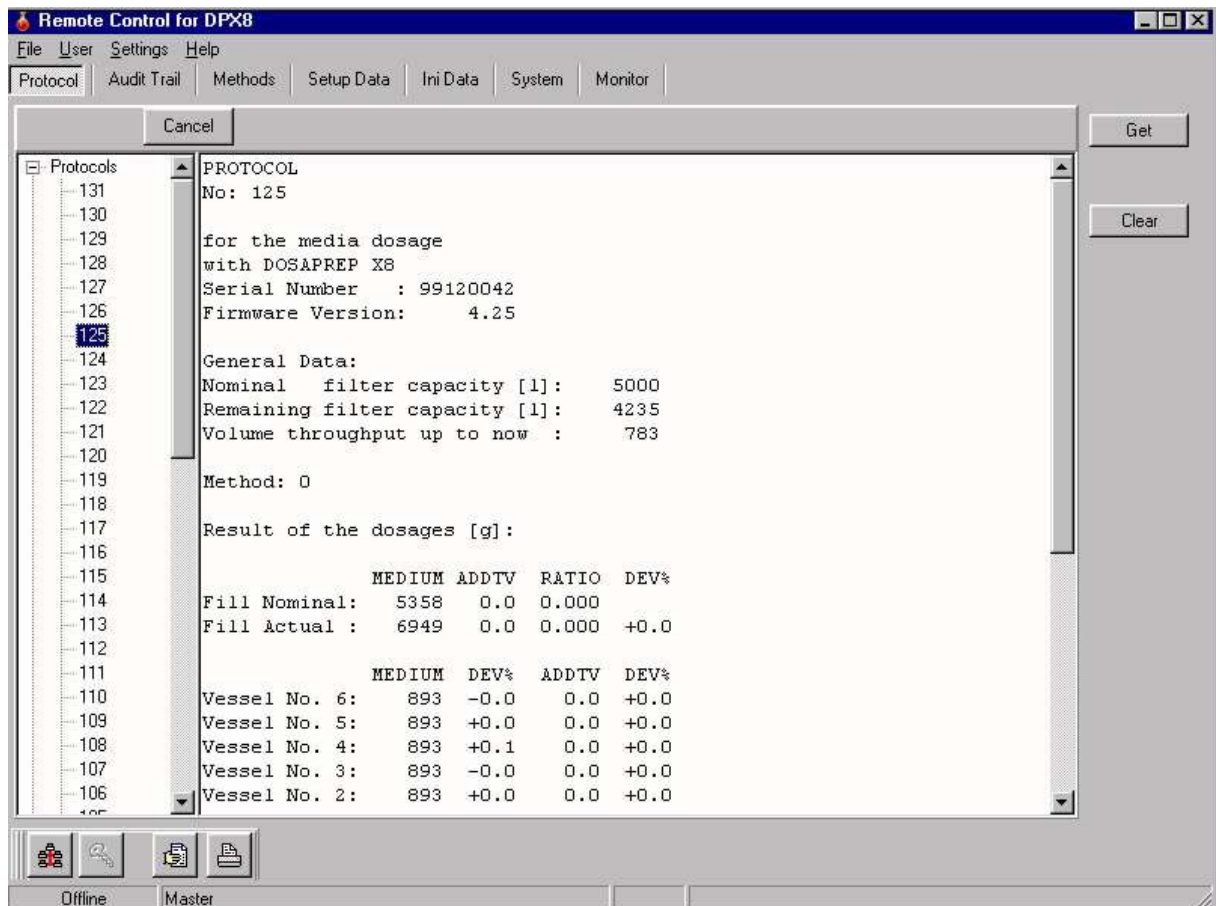 Remote Control for DPX8
File User Settings Help
Protocol Audit Trail Methods Setup Data Ini Data System Monitor
Cancel
Get
Clear
Protocols
131
130
129
128
127
126
125
124
123
122
121
120
119
118
117
116
115
114
113
112
111
110
109
108
107
106
PROTOCOL
No: 125
for the media dosage
with DOSAPREP X8
Serial Number : 99120042
Firmware Version: 4.25
General Data:
Nominal filter capacity [l]: 5000
Remaining filter capacity [l]: 4235
Volume throughput up to now : 783
Method: 0
Result of the dosages [g]:
MEDIUM ADDTV RATIO DEV%
Fill Nominal: 5358 0.0 0.000
Fill Actual : 6949 0.0 0.000 +0.0
MEDIUM DEV% ADDTV DEV%
Vessel No. 6: 893 -0.0 0.0 +0.0
Vessel No. 5: 893 +0.0 0.0 +0.0
Vessel No. 4: 893 +0.1 0.0 +0.0
Vessel No. 3: 893 -0.0 0.0 +0.0
Vessel No. 2: 893 +0.0 0.0 +0.0
Offline Master